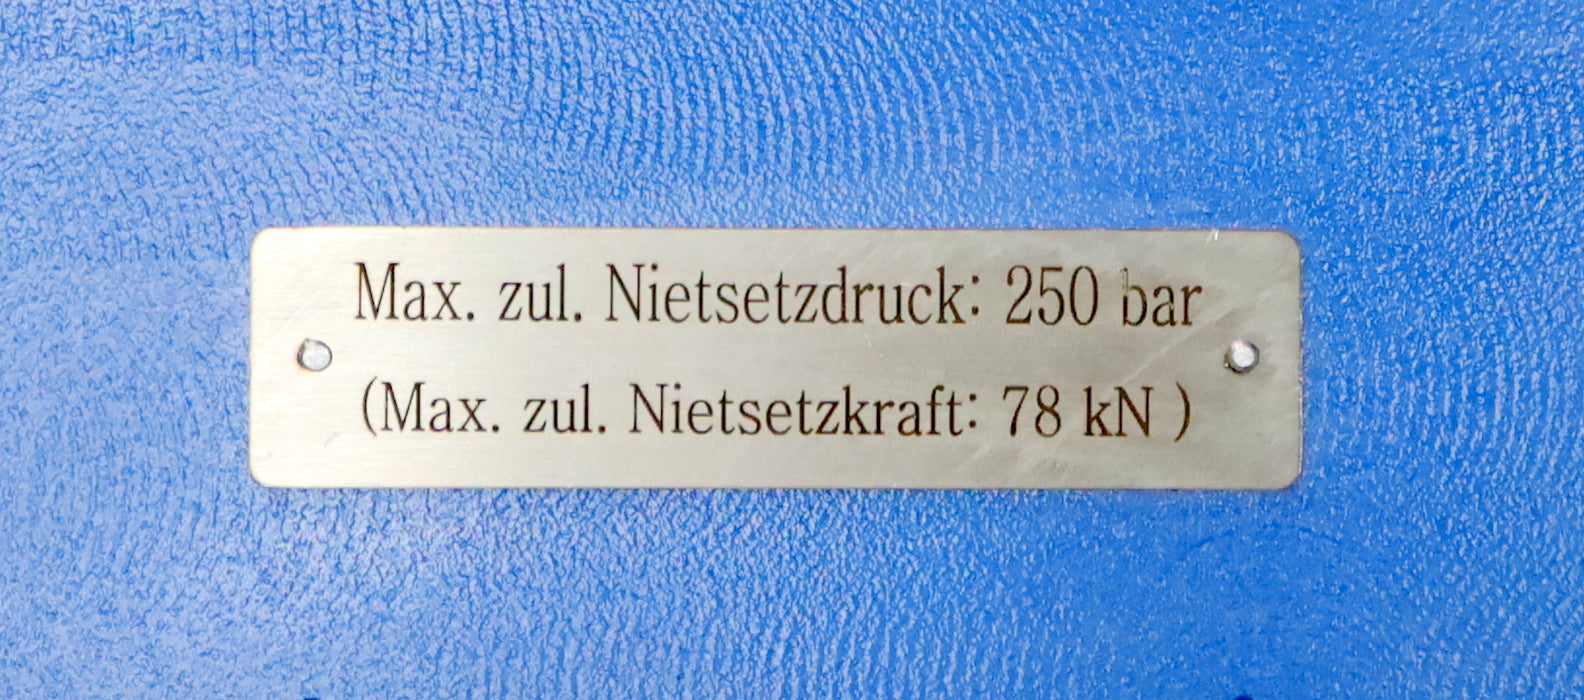 Max. zul. Nietsetzdruck: 250 bar
(Max. zul. Nietsetzkraft: 78 kN )